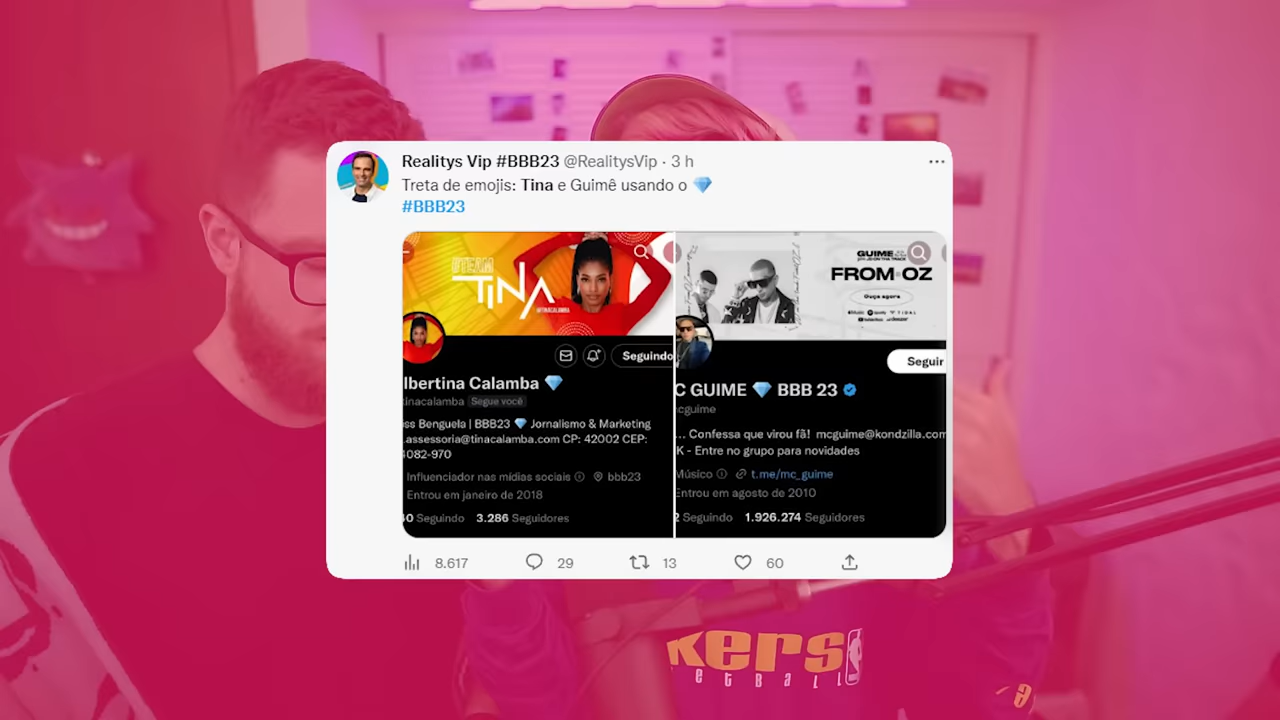 Realitys Vip #BBB23 @RealitysVip · 3 h
Treta de emojis: Tina e Guimê usando o 💎
#BBB23
#TEAM
TINA
@TINACALAMBA
Seguindo
lbertina Calamba 💎
tinacalamba Segue você
ss Benguela | BBB23 💎 Jornalismo & Marketing
.assessoria@tinacalamba.com CP: 42002 CEP:
4082-970
Influenciador nas mídias sociais bbb23
Entrou em janeiro de 2018
0 Seguindo 3.286 Seguidores
GUIME
FROM OZ
Ouça agora
Seguir
C GUIME 💎 BBB 23
cguime
... Confessa que virou fã! mcguime@kondzilla.com
K - Entre no grupo para novidades
Músico t.me/mc_guime
Entrou em agosto de 2010
2 Seguindo 1.926.274 Seguidores
8.617 29 13 60
KERS
etBall